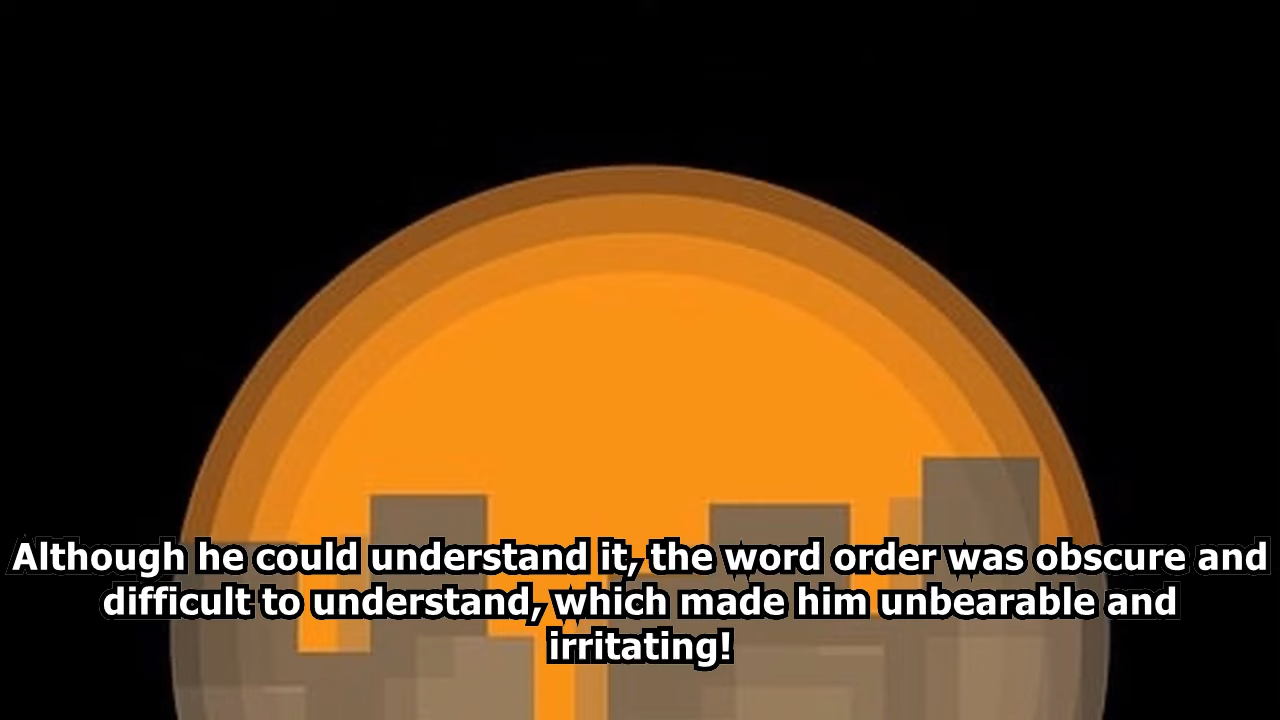 Although he could understand it, the word order was obscure and
difficult to understand, which made him unbearable and
irritating!